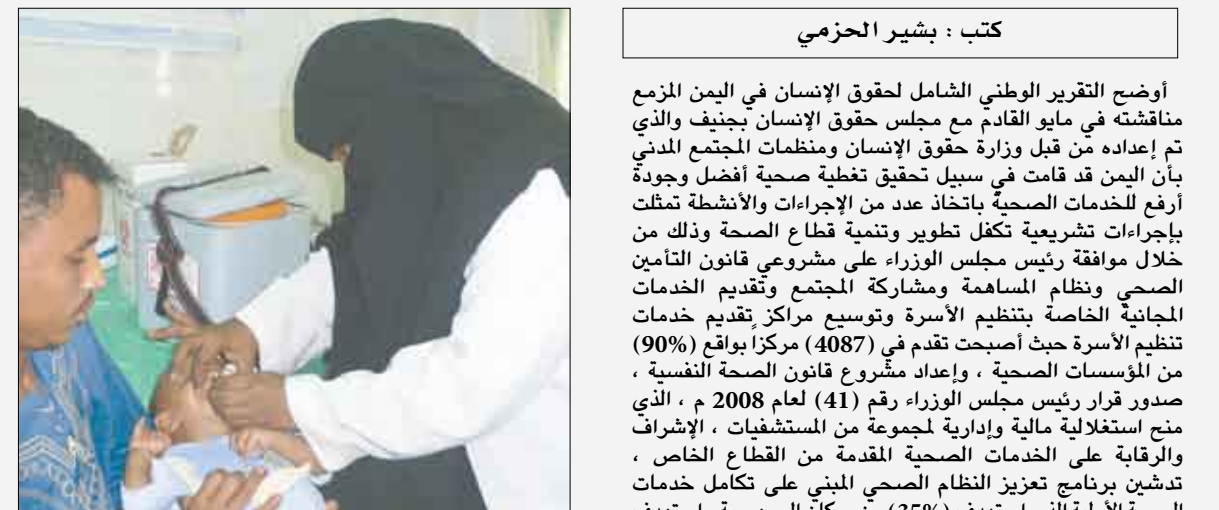 كتب : بشير الحزمي
أوضح التقرير الوطني الشامل لحقوق الإنسان في اليمن المزمع
مناقشته في مايو القادم مع مجلس حقوق الإنسان بجنيف والذي
تم إعداده من قبل وزارة حقوق الإنسان ومنظمات المجتمع المدني
بأن اليمن قد قامت في سبيل تحقيق تغطية صحية أفضل وجودة
أرفع للخدمات الصحية باتخاذ عدد من الإجراءات والأنشطة تمثلت
بإجراءات تشريعية تكفل تطوير وتنمية قطاع الصحة وذلك من
خلال موافقة رئيس مجلس الوزراء على مشروعي قانون التأمين
الصحي ونظام المساهمة ومشاركة المجتمع وتقديم الخدمات
المجانية الخاصة بتنظيم الأسرة وتوسيع مراكز تقديم خدمات
تنظيم الأسرة حبث أصبحت تقدم في (4087) مركزاً بواقع (90%)
من المؤسسات الصحية ، وإعداد مشروع قانون الصحة النفسية ،
صدور قرار رئيس مجلس الوزراء رقم (41) لعام 2008 م ، الذي
منح استغلالية مالية وإدارية لمجموعة من المستشفيات ، الإشراف
والرقابة على الخدمات الصحية المقدمة من القطاع الخاص ،
تدشين برنامج تعزيز النظام الصحي المبني على تكامل خدمات